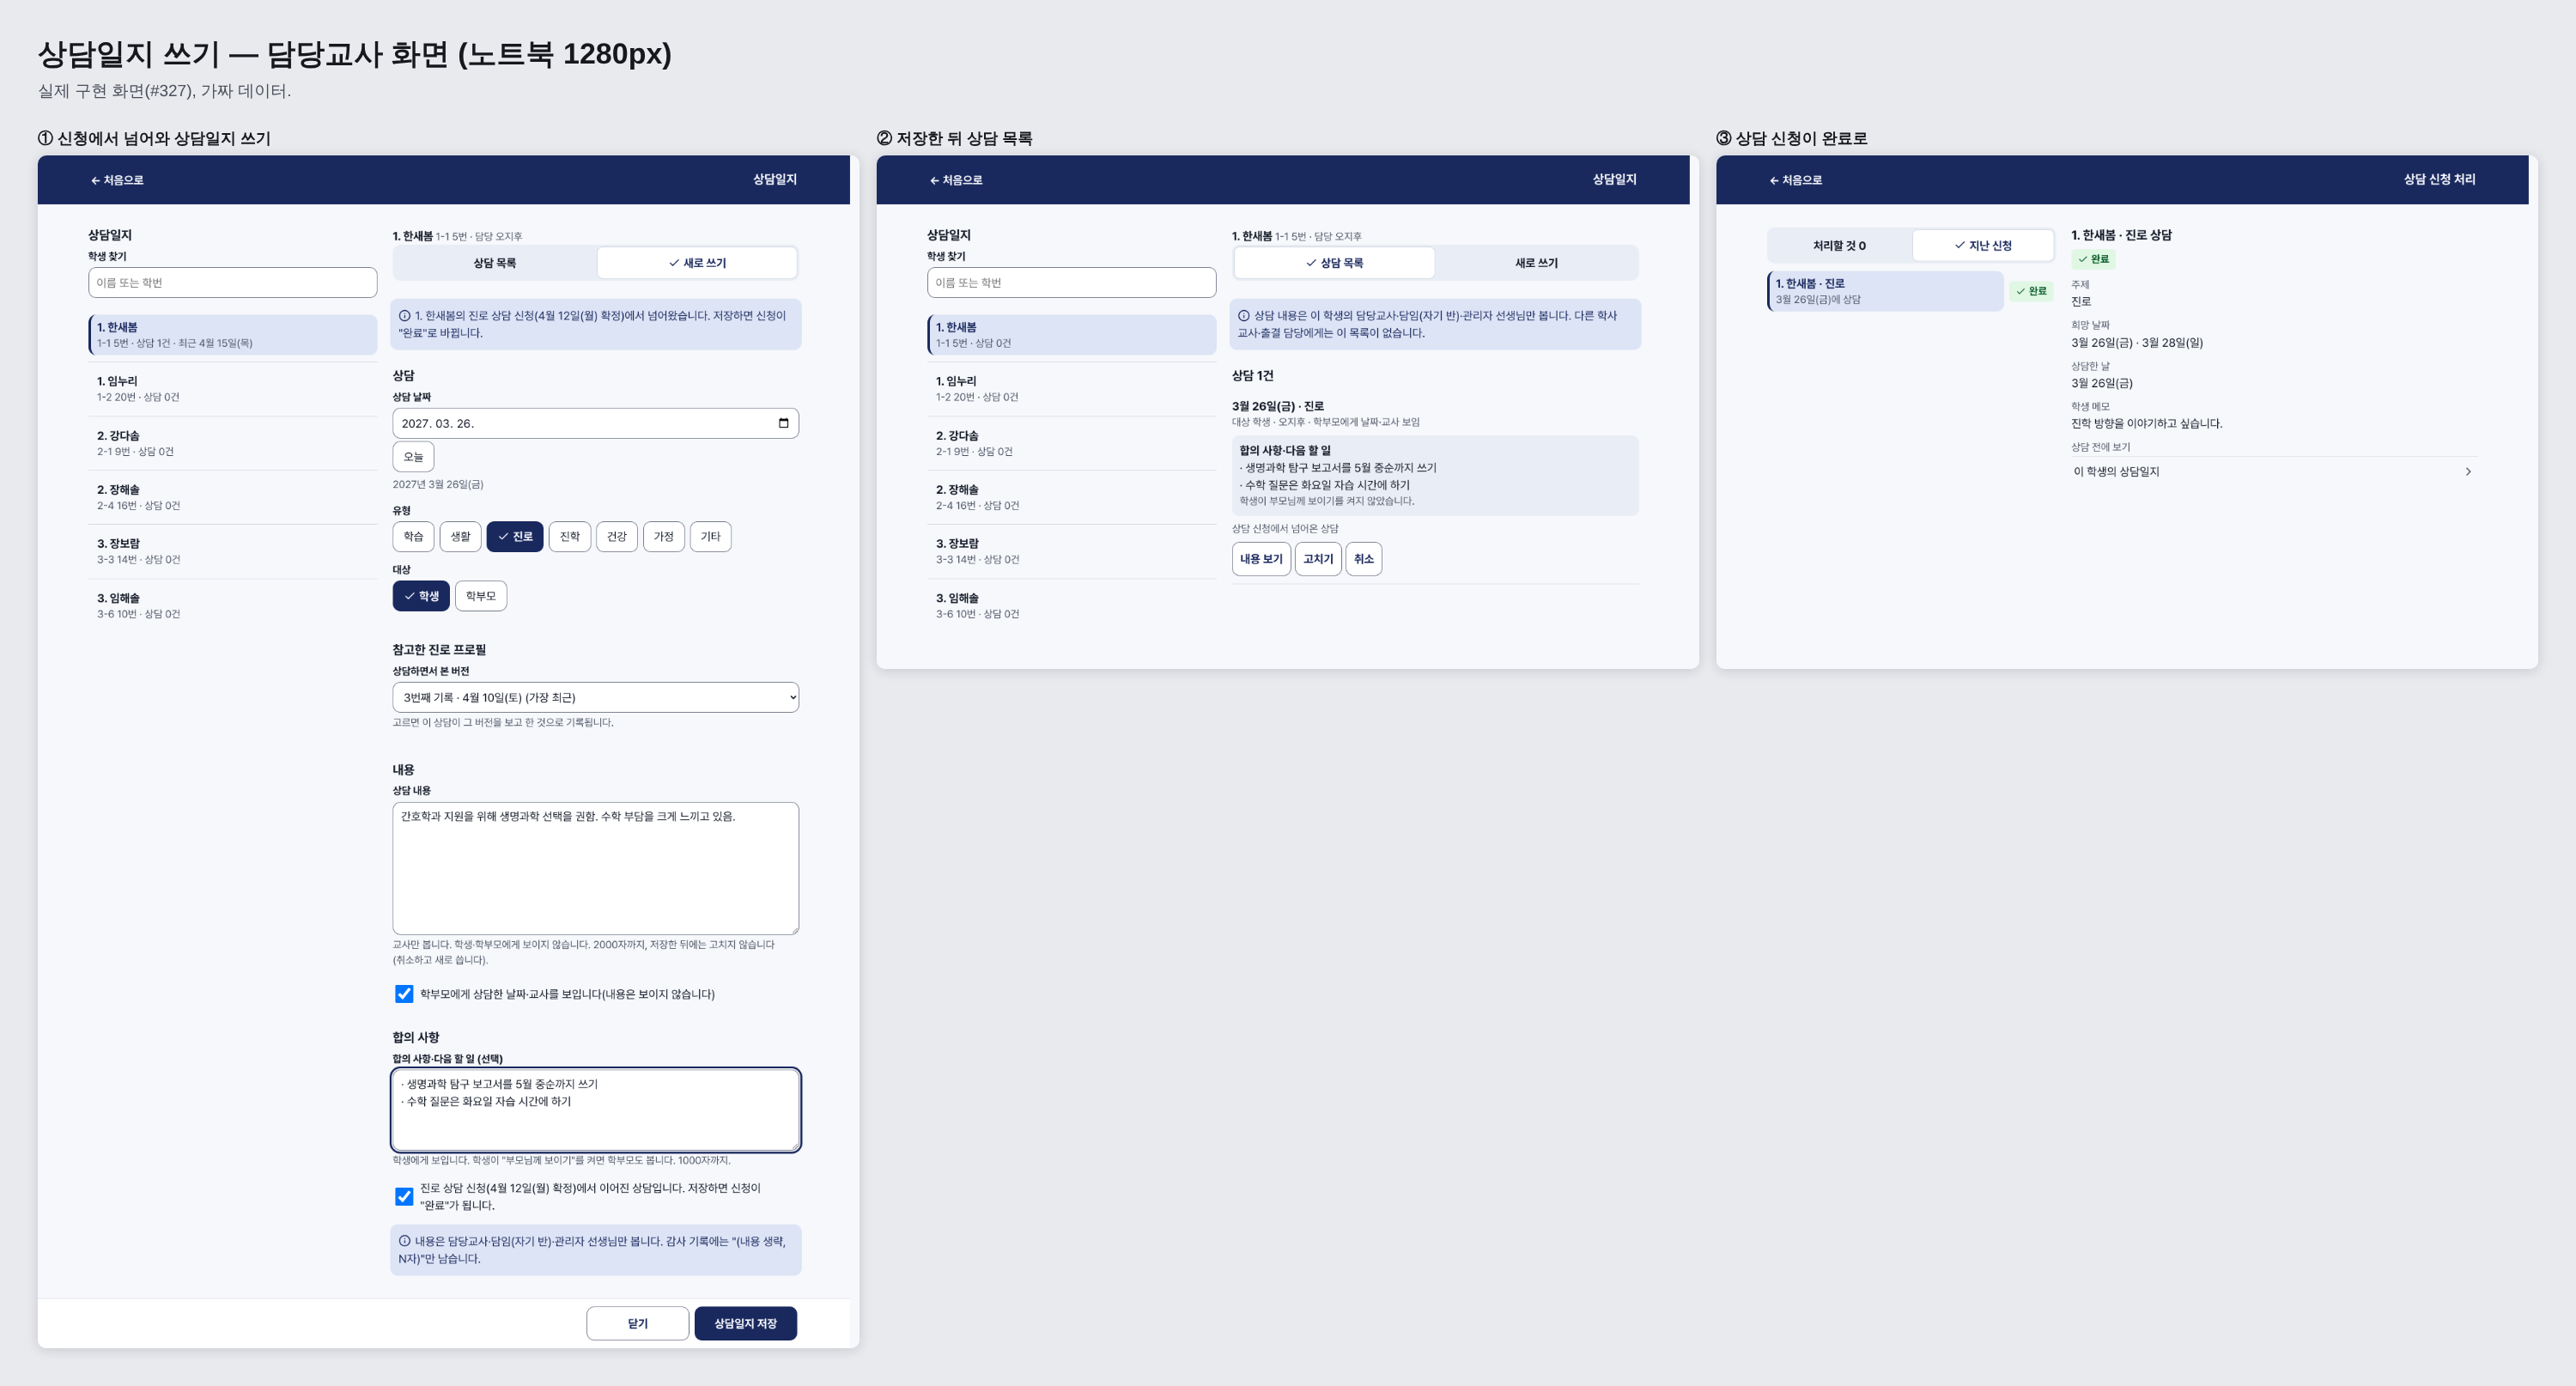 상담일지 쓰기 — 담당교사 화면 (노트북 1280px)
실제 구현 화면(#327), 가짜 데이터.
① 신청에서 넘어와 상담일지 쓰기
← 처음으로
상담일지
상담일지
학생 찾기
이름 또는 학번
1. 한새봄
1-1 5번 · 상담 1건 · 최근 4월 15일(목)
1. 임누리
1-2 20번 · 상담 0건
2. 강다솜
2-1 9번 · 상담 0건
2. 장해솔
2-4 16번 · 상담 0건
3. 장보람
3-3 14번 · 상담 0건
3. 임해솔
3-6 10번 · 상담 0건
1. 한새봄 1-1 5번 · 담당 오지후
상담 목록
✓ 새로 쓰기
1. 한새봄의 진로 상담 신청(4월 12일(월) 확정)에서 넘어왔습니다. 저장하면 신청이
"완료"로 바뀝니다.
상담
상담 날짜
2027. 03. 26.
오늘
2027년 3월 26일(금)
유형
학습
생활
✓ 진로
진학
건강
가정
기타
대상
✓ 학생
학부모
참고한 진로 프로필
상담하면서 본 버전
3번째 기록 · 4월 10일(토) (가장 최근)
고르면 이 상담이 그 버전을 보고 한 것으로 기록됩니다.
내용
상담 내용
간호학과 지원을 위해 생명과학 선택을 권함. 수학 부담을 크게 느끼고 있음.
교사만 봅니다. 학생·학부모에게 보이지 않습니다. 2000자까지, 저장한 뒤에는 고치지 않습니다
(취소하고 새로 씁니다).
학부모에게 상담한 날짜·교사를 보입니다(내용은 보이지 않습니다)
합의 사항
합의 사항·다음 할 일 (선택)
· 생명과학 탐구 보고서를 5월 중순까지 쓰기
· 수학 질문은 화요일 자습 시간에 하기
학생에게 보입니다. 학생이 "부모님께 보이기"를 켜면 학부모도 봅니다. 1000자까지.
진로 상담 신청(4월 12일(월) 확정)에서 이어진 상담입니다. 저장하면 신청이
"완료"가 됩니다.
내용은 담당교사·담임(자기 반)·관리자 선생님만 봅니다. 감사 기록에는 "(내용 생략,
N자)"만 남습니다.
닫기
상담일지 저장
② 저장한 뒤 상담 목록
← 처음으로
상담일지
상담일지
학생 찾기
이름 또는 학번
1. 한새봄
1-1 5번 · 상담 0건
1. 임누리
1-2 20번 · 상담 0건
2. 강다솜
2-1 9번 · 상담 0건
2. 장해솔
2-4 16번 · 상담 0건
3. 장보람
3-3 14번 · 상담 0건
3. 임해솔
3-6 10번 · 상담 0건
1. 한새봄 1-1 5번 · 담당 오지후
✓ 상담 목록
새로 쓰기
상담 내용은 이 학생의 담당교사·담임(자기 반)·관리자 선생님만 봅니다. 다른 학사
교사·출결 담당에게는 이 목록이 없습니다.
상담 1건
3월 26일(금) · 진로
대상 학생 · 오지후 · 학부모에게 날짜·교사 보임
합의 사항·다음 할 일
· 생명과학 탐구 보고서를 5월 중순까지 쓰기
· 수학 질문은 화요일 자습 시간에 하기
학생이 부모님께 보이기를 켜지 않았습니다.
상담 신청에서 넘어온 상담
내용 보기
고치기
취소
③ 상담 신청이 완료로
← 처음으로
상담 신청 처리
처리할 것 0
✓ 지난 신청
1. 한새봄 · 진로
3월 26일(금)에 상담
✓ 완료
1. 한새봄 · 진로 상담
✓ 완료
주제
진로
희망 날짜
3월 26일(금) · 3월 28일(일)
상담한 날
3월 26일(금)
학생 메모
진학 방향을 이야기하고 싶습니다.
상담 전에 보기
이 학생의 상담일지